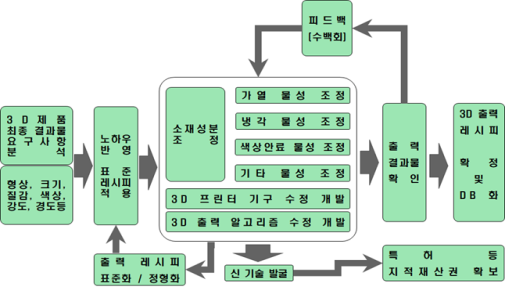 피 드 백
(수백회)
3 D 제 품
최종 결과물
요 구 사 항
분 석
형상, 크기,
질감, 색상,
강도, 경도등
노하우
반 영
표 준
레시피
적 용
소재성분
조 정
가 열 물 성 조 정
냉 각 물 성 조 정
색상안료 물성 조정
기 타 물 성 조 정
3 D 프 린 터 기 구 수 정 개 발
3D 출력 알고리즘 수정 개발
출 력
결과물
확 인
3D 출력
레 시 피
확 정
및
DB 화
출 력 레 시 피
표준화 / 정형화
신 기술 발굴
특 허 등
지 적 재 산 권 확 보